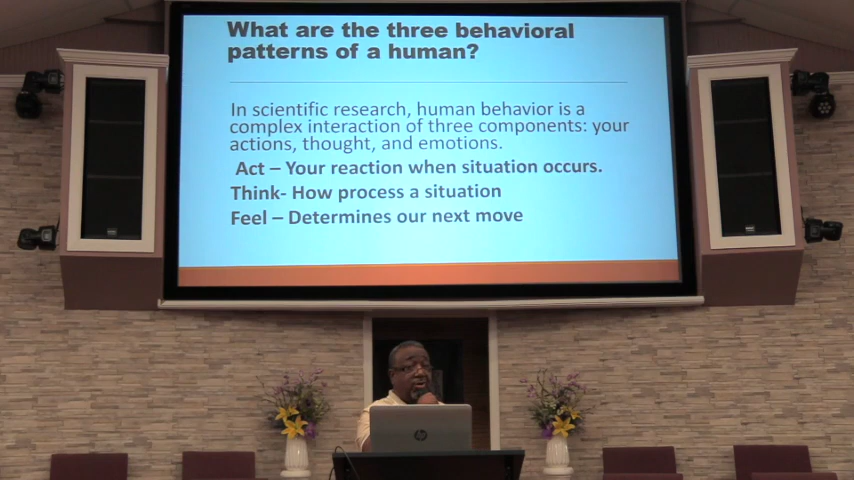 What are the three behavioral
patterns of a human?
In scientific research, human behavior is a
complex interaction of three components: your
actions, thought, and emotions.
Act – Your reaction when situation occurs.
Think- How process a situation
Feel – Determines our next move
hp